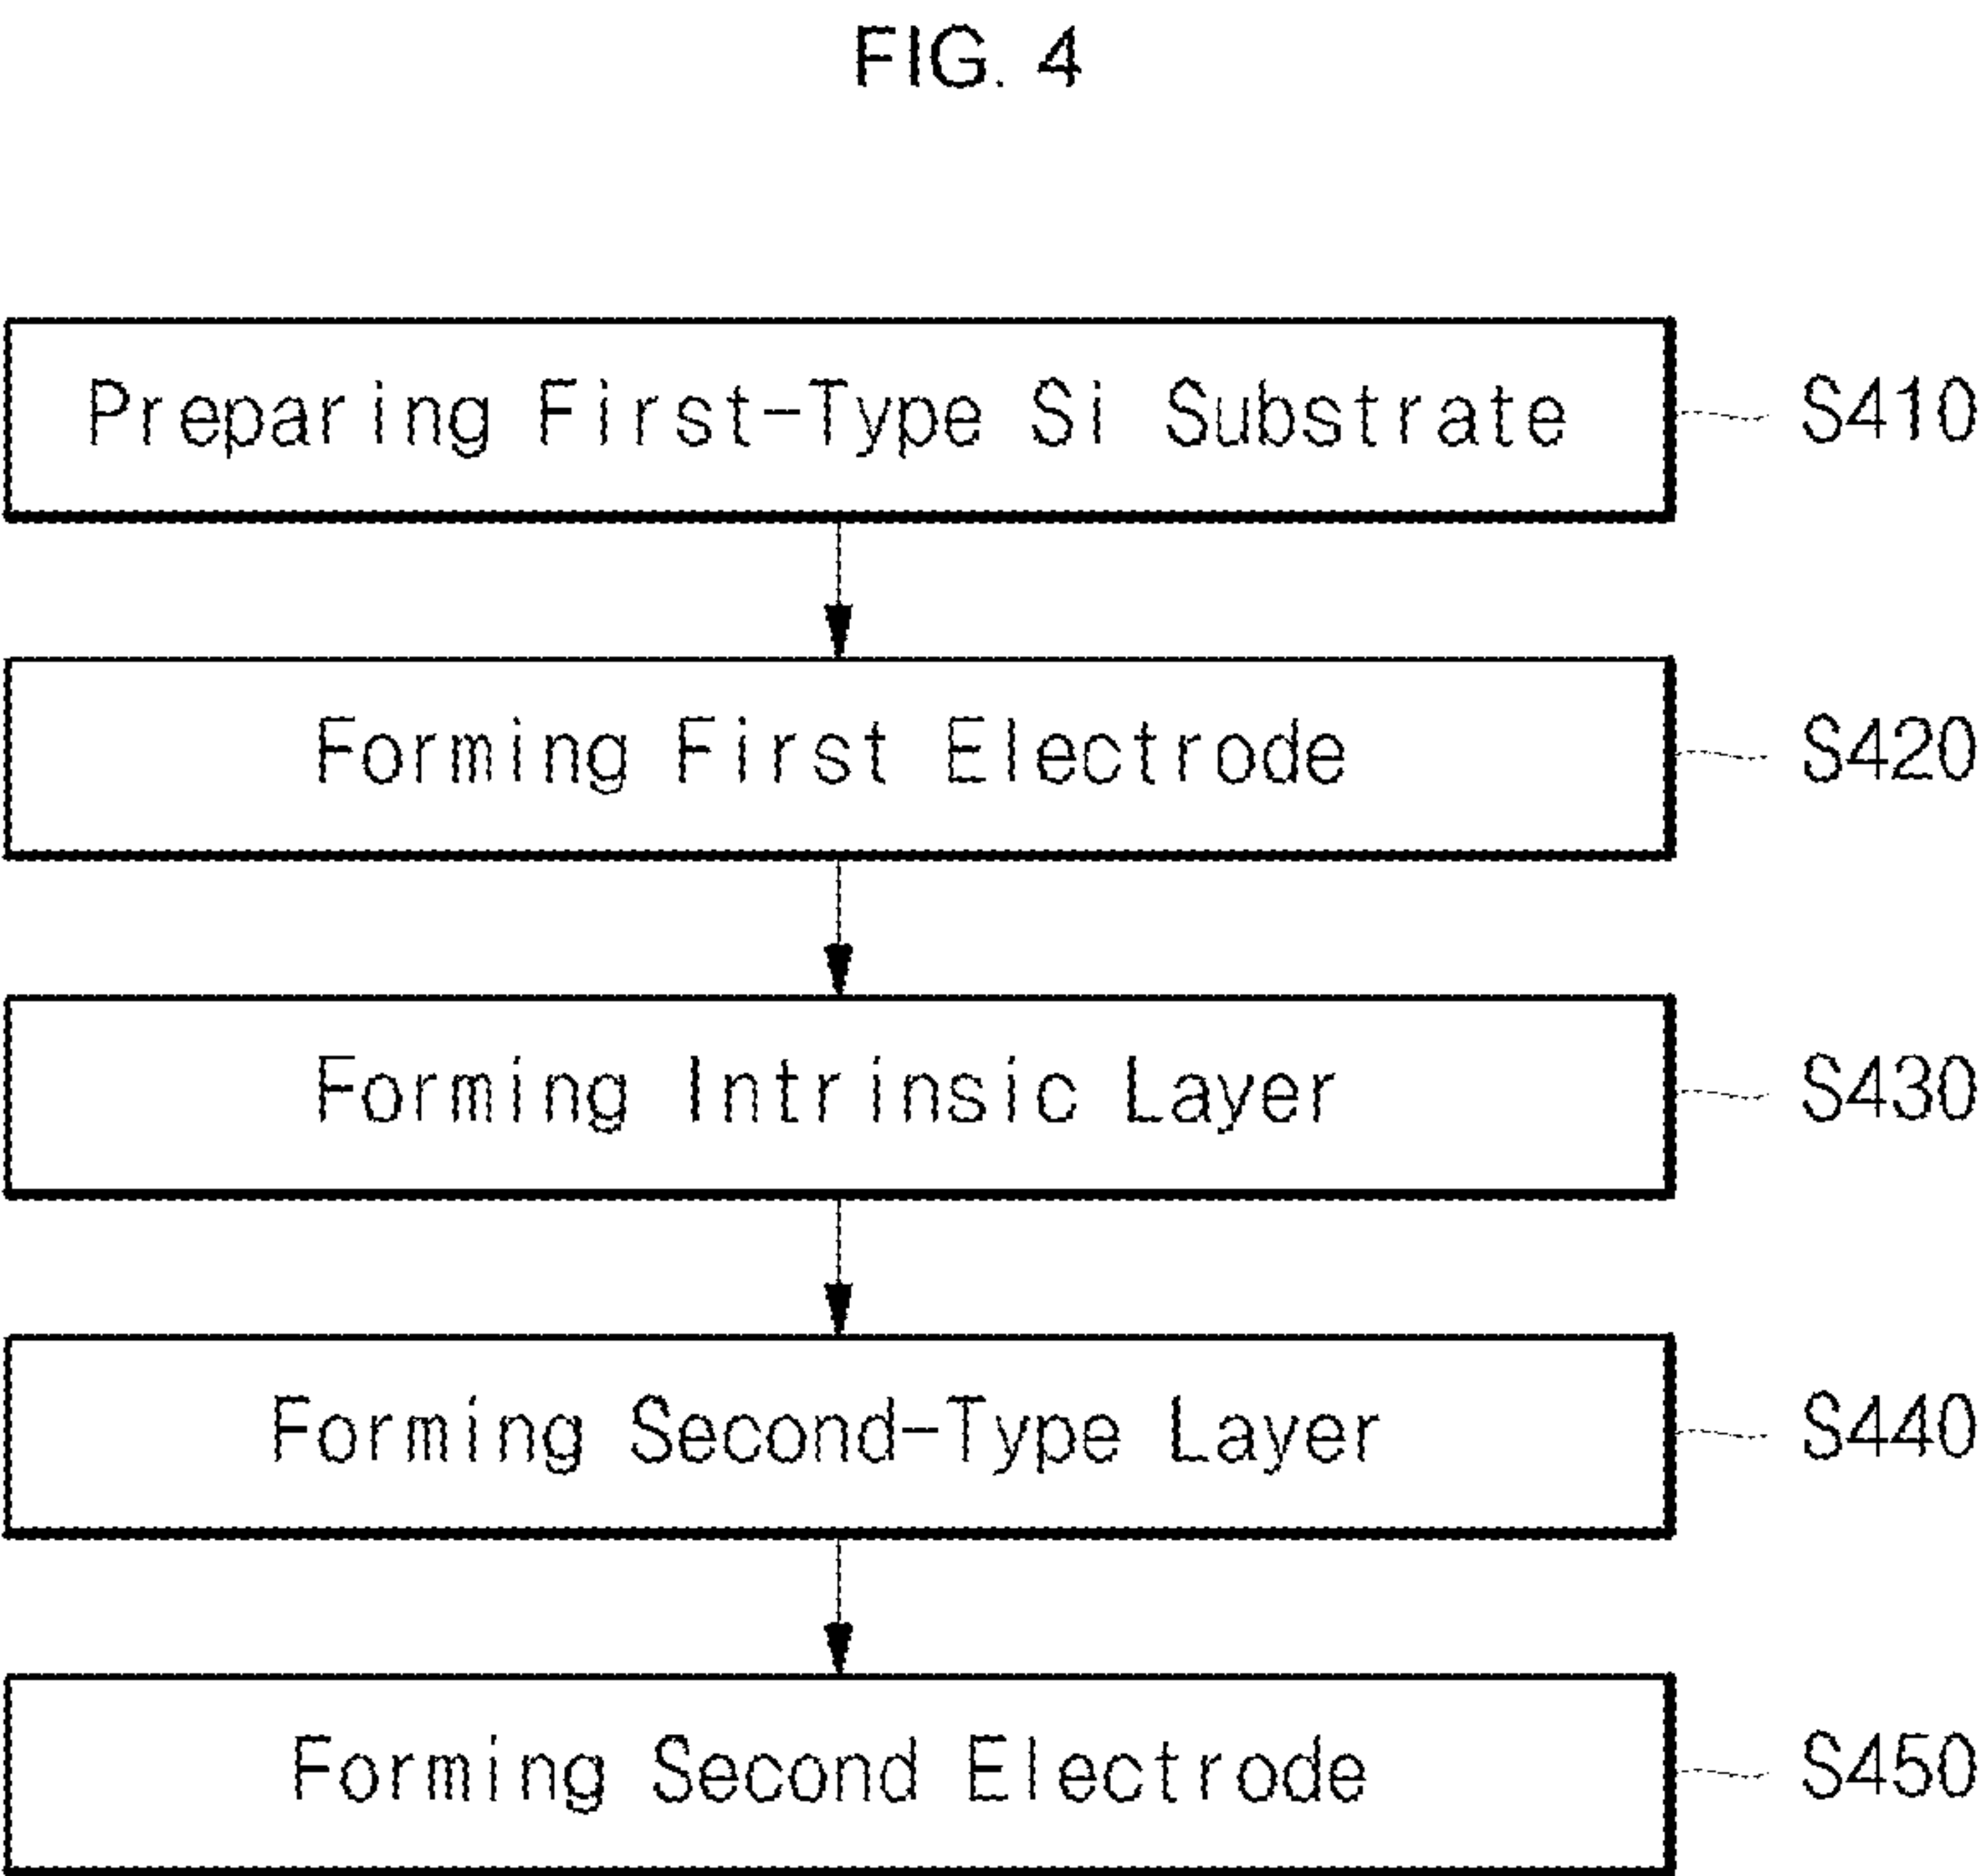 FIG. 4
Preparing First-Type Si Substrate S410
Forming First Electrode S420
Forming Intrinsic Layer S430
Forming Second-Type Layer S440
Forming Second Electrode S450